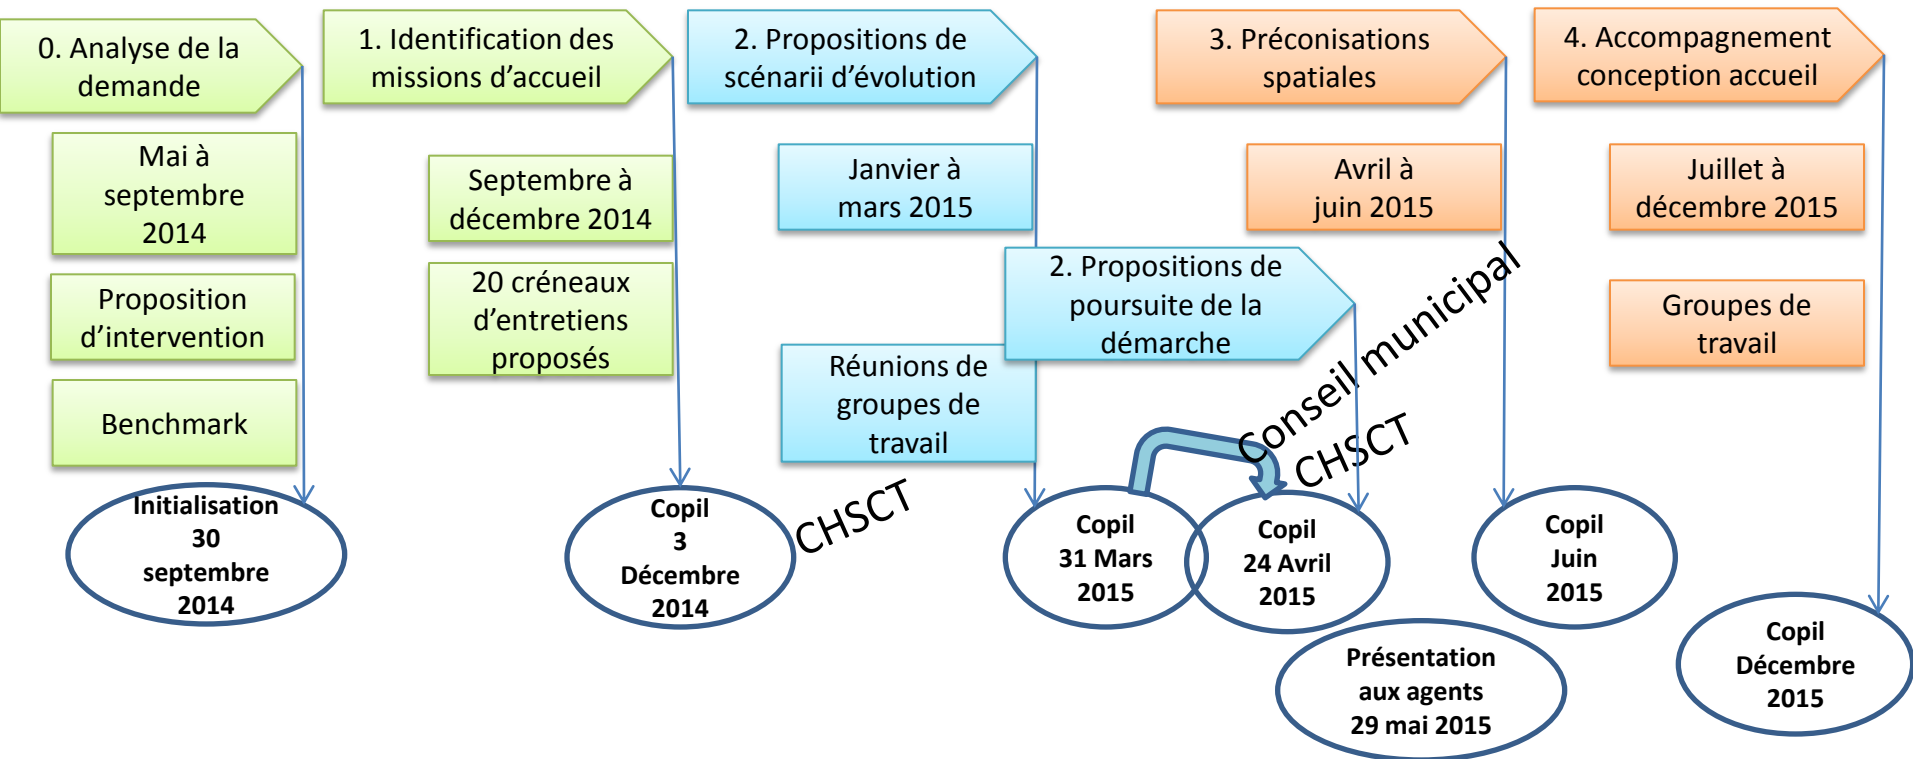 0. Analyse de la
demande
Mai à
septembre
2014
Proposition
d’intervention
Benchmark
Initialisation
30
septembre
2014
1. Identification des
missions d’accueil
Septembre à
décembre 2014
20 créneaux
d’entretiens
proposés
Copil
3
Décembre
2014
CHSCT
2. Propositions de
scénarii d’évolution
Janvier à
mars 2015
Réunions de
groupes de
travail
Copil
31 Mars
2015
2. Propositions de
poursuite de la
démarche
Conseil municipal
CHSCT
Copil
24 Avril
2015
Présentation
aux agents
29 mai 2015
3. Préconisations
spatiales
Avril à
juin 2015
Copil
Juin
2015
4. Accompagnement
conception accueil
Juillet à
décembre 2015
Groupes de
travail
Copil
Décembre
2015